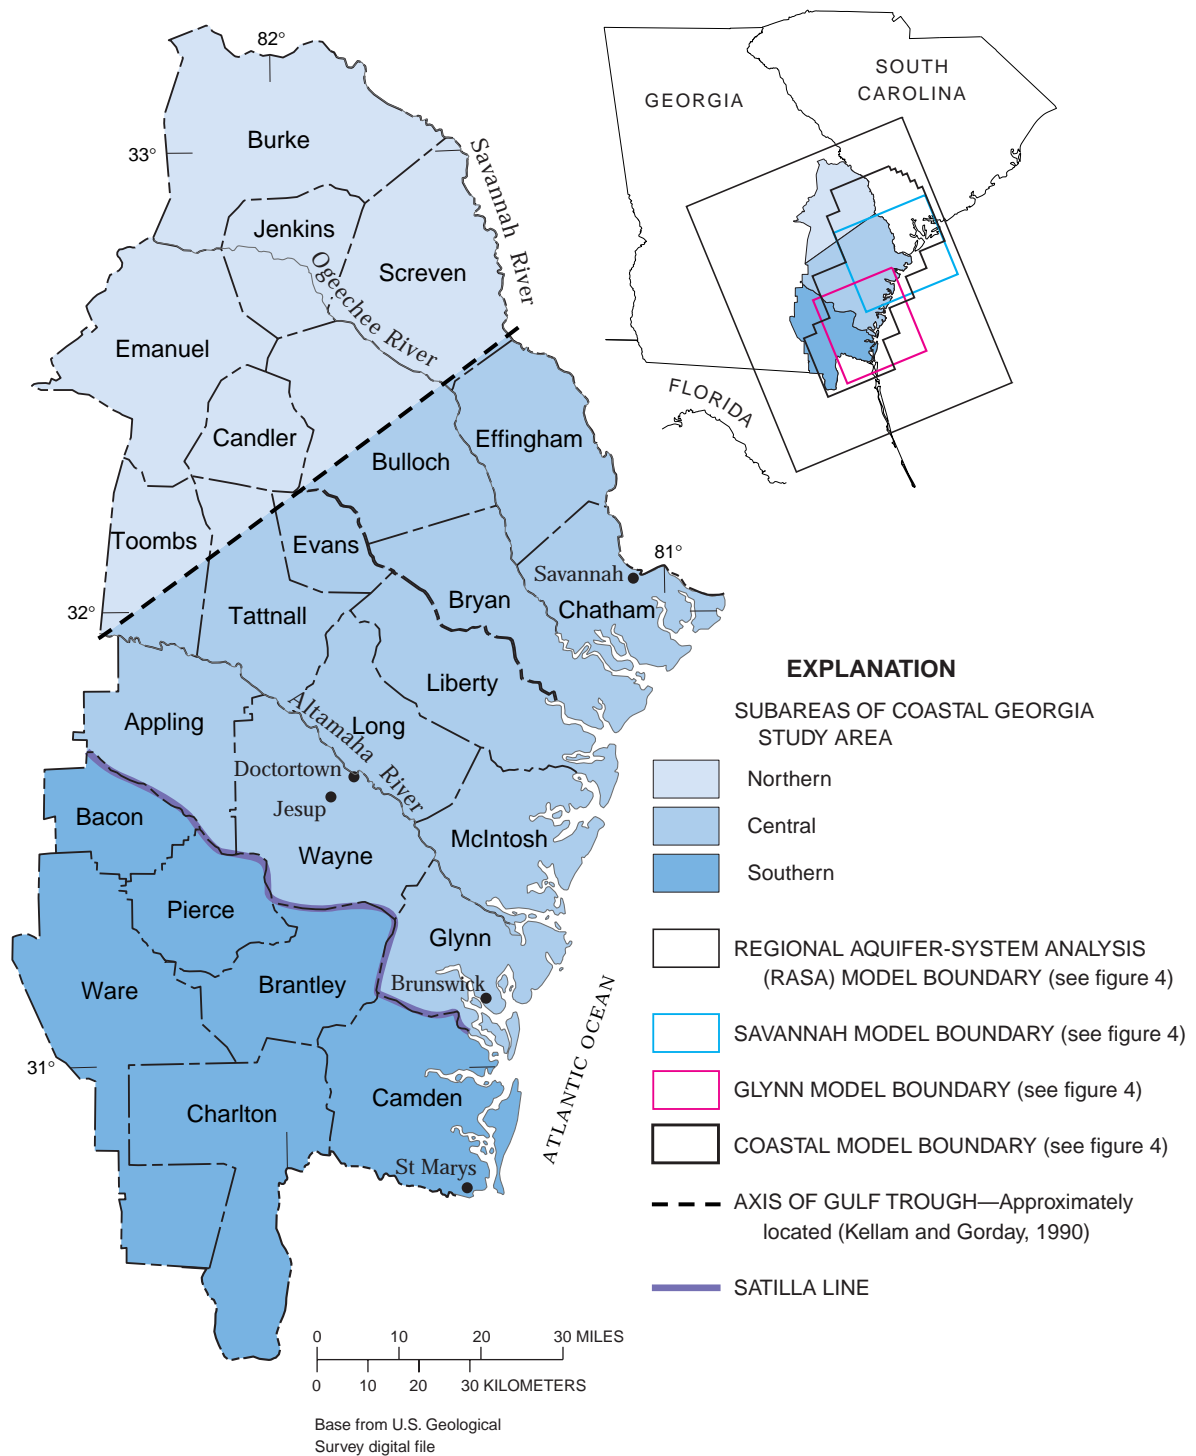 82°
33°
Burke
Savannah River
Jenkins
Ogeechee River
Screven
Emanuel
Candler
Bulloch
Effingham
Toombs
Evans
Savannah
81°
32°
Tattnall
Bryan
Chatham
Liberty
Appling
Altamaha River
Long
Doctortown
Jesup
Bacon
Wayne
McIntosh
Pierce
Glynn
Ware
Brantley
Brunswick
ATLANTIC OCEAN
31°
Charlton
Camden
St Marys
GEORGIA
SOUTH
CAROLINA
FLORIDA
EXPLANATION
SUBAREAS OF COASTAL GEORGIA
STUDY AREA
Northern
Central
Southern
REGIONAL AQUIFER-SYSTEM ANALYSIS
(RASA) MODEL BOUNDARY (see figure 4)
SAVANNAH MODEL BOUNDARY (see figure 4)
GLYNN MODEL BOUNDARY (see figure 4)
COASTAL MODEL BOUNDARY (see figure 4)
AXIS OF GULF TROUGH—Approximately
located (Kellam and Gorday, 1990)
SATILLA LINE
0 10 20 30 MILES
0 10 20 30 KILOMETERS
Base from U.S. Geological
Survey digital file